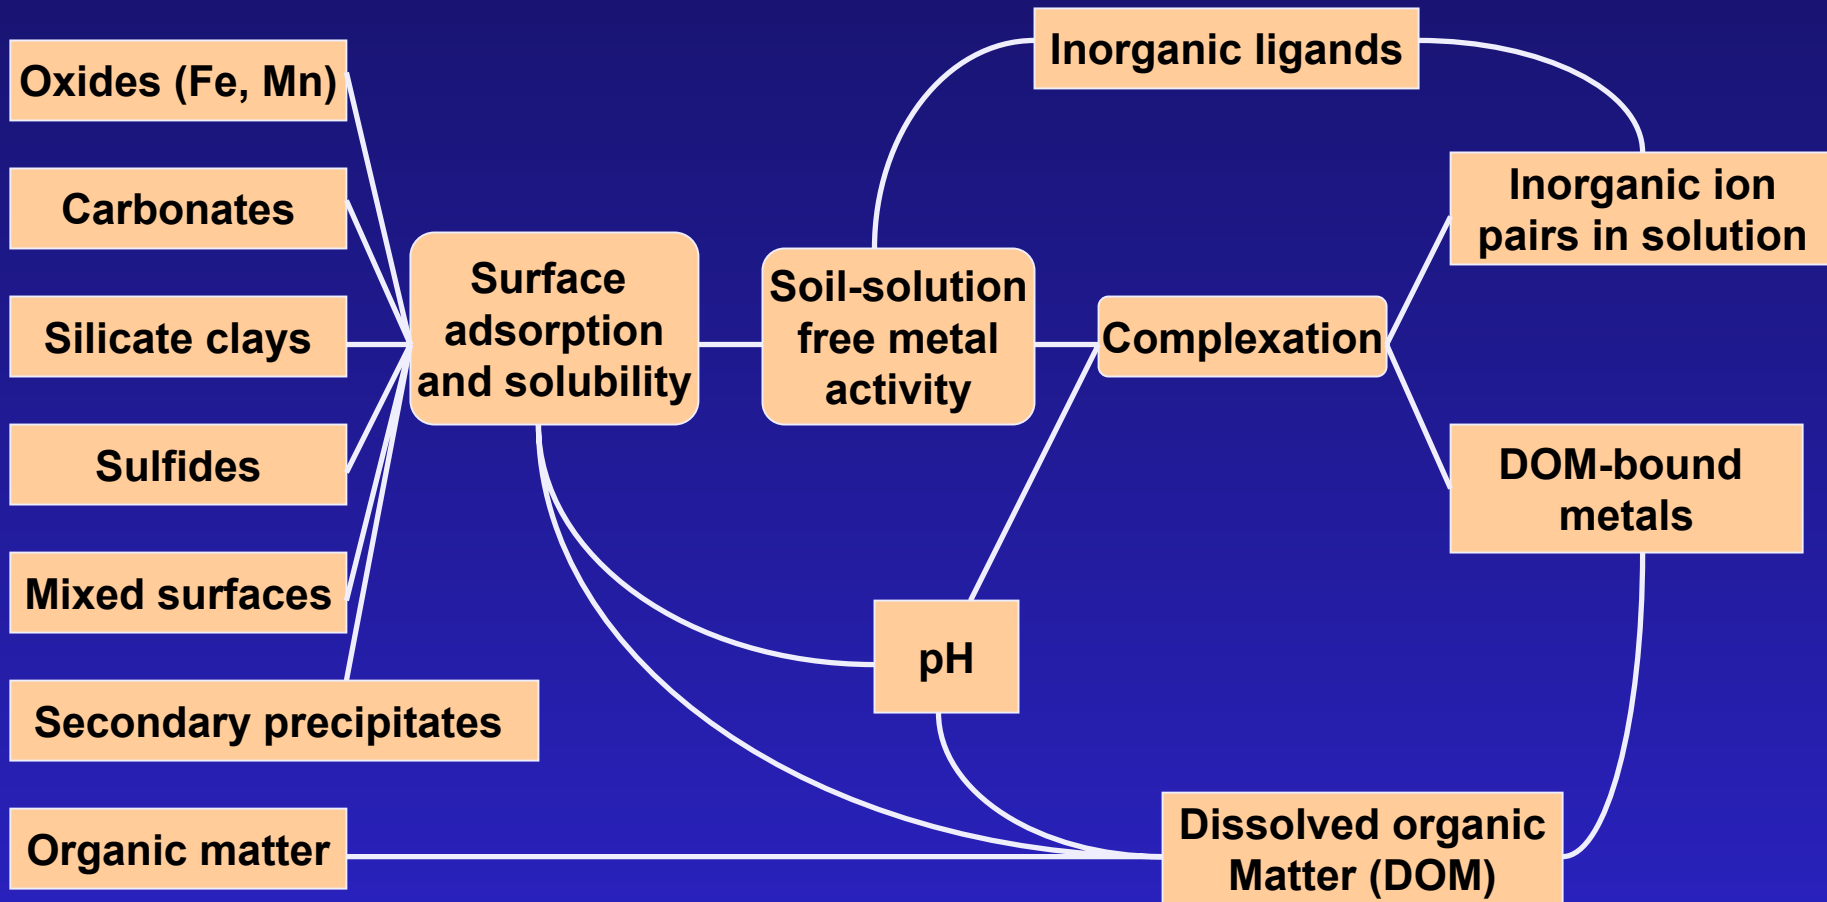 Oxides (Fe, Mn)
Carbonates
Silicate clays
Sulfides
Mixed surfaces
Secondary precipitates
Organic matter
Surface
adsorption
and solubility
Soil-solution
free metal
activity
Inorganic ligands
Complexation
Inorganic ion
pairs in solution
DOM-bound
metals
pH
Dissolved organic
Matter (DOM)